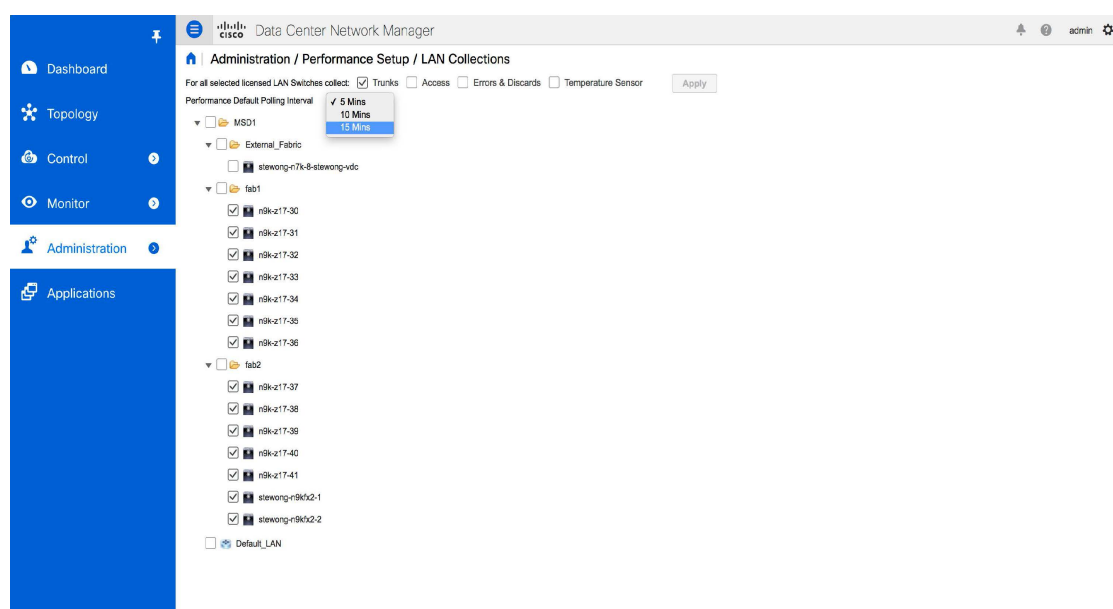 CISCO Data Center Network Manager
admin
Dashboard
Topology
Control
Monitor
Administration
Applications
Administration / Performance Setup / LAN Collections
For all selected licensed LAN Switches collect: Trunks Access Errors & Discards Temperature Sensor Apply
Performance Default Polling Interval
5 Mins
10 Mins
15 Mins
MSD1
External_Fabric
stewong-n7k-8-stewong-vdc
fab1
n9k-z17-30
n9k-z17-31
n9k-z17-32
n9k-z17-33
n9k-z17-34
n9k-z17-35
n9k-z17-36
fab2
n9k-z17-37
n9k-z17-38
n9k-z17-39
n9k-z17-40
n9k-z17-41
stewong-n9kfx2-1
stewong-n9kfx2-2
Default_LAN